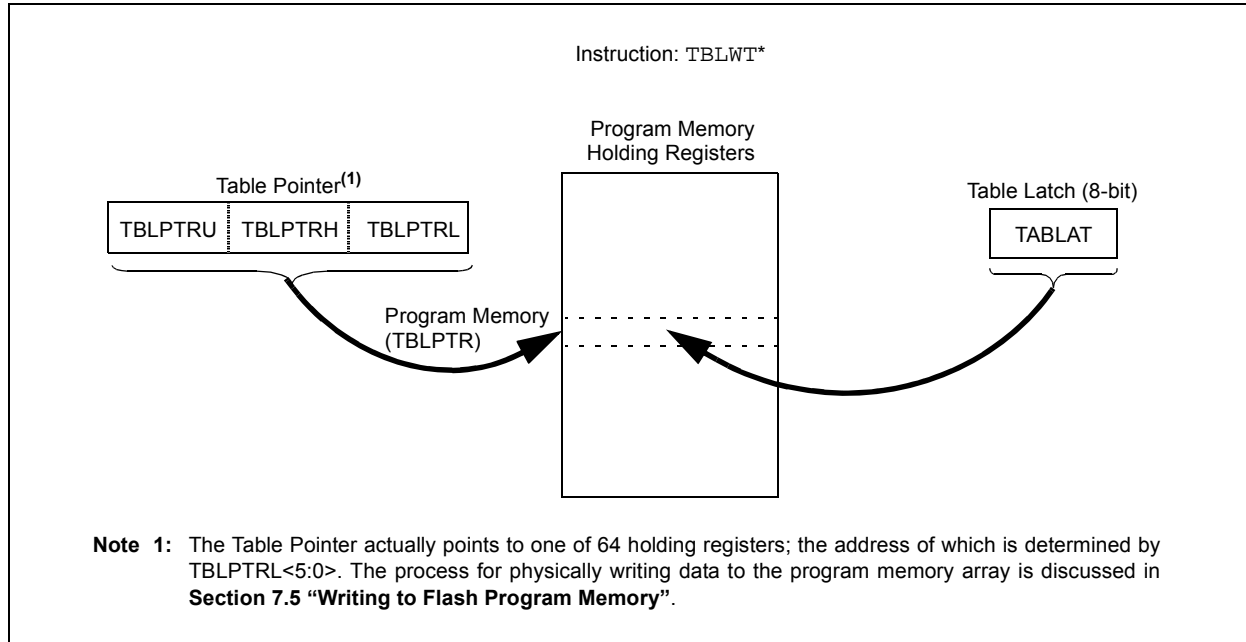 Instruction: TBLWT*
Program Memory
Holding Registers
Table Pointer(1)
Table Latch (8-bit)
TBLPTRU TBLPTRH TBLPTRL
TABLAT
Program Memory
(TBLPTR)
Note 1: The Table Pointer actually points to one of 64 holding registers; the address of which is determined by
TBLPTRL<5:0>. The process for physically writing data to the program memory array is discussed in
Section 7.5 “Writing to Flash Program Memory”.